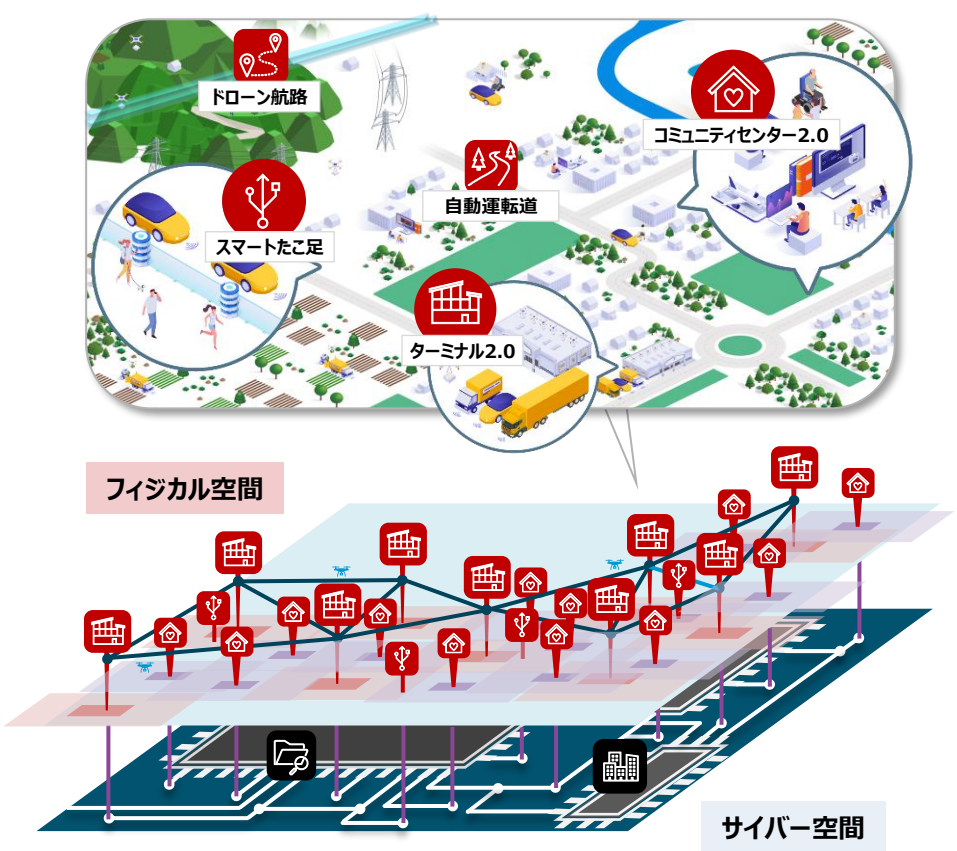 ドローン航路
コミュニティセンター2.0
自動運転道
スマートたこ足
ターミナル2.0
フィジカル空間
サイバー空間